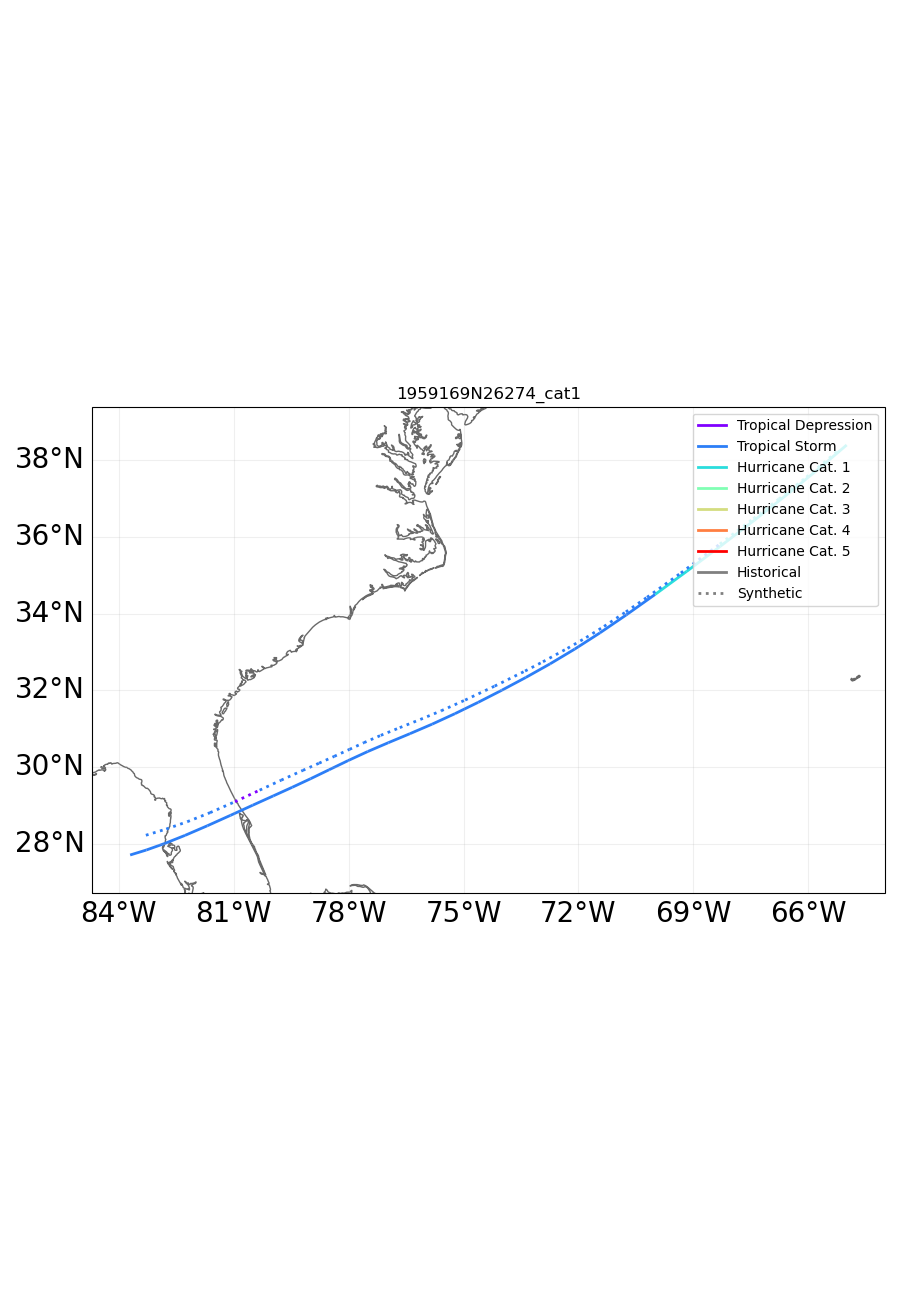 1959169N26274_cat1
Tropical Depression
Tropical Storm
Hurricane Cat. 1
Hurricane Cat. 2
Hurricane Cat. 3
Hurricane Cat. 4
Hurricane Cat. 5
Historical
Synthetic
38°N
36°N
34°N
32°N
30°N
28°N
84°W 81°W 78°W 75°W 72°W 69°W 66°W